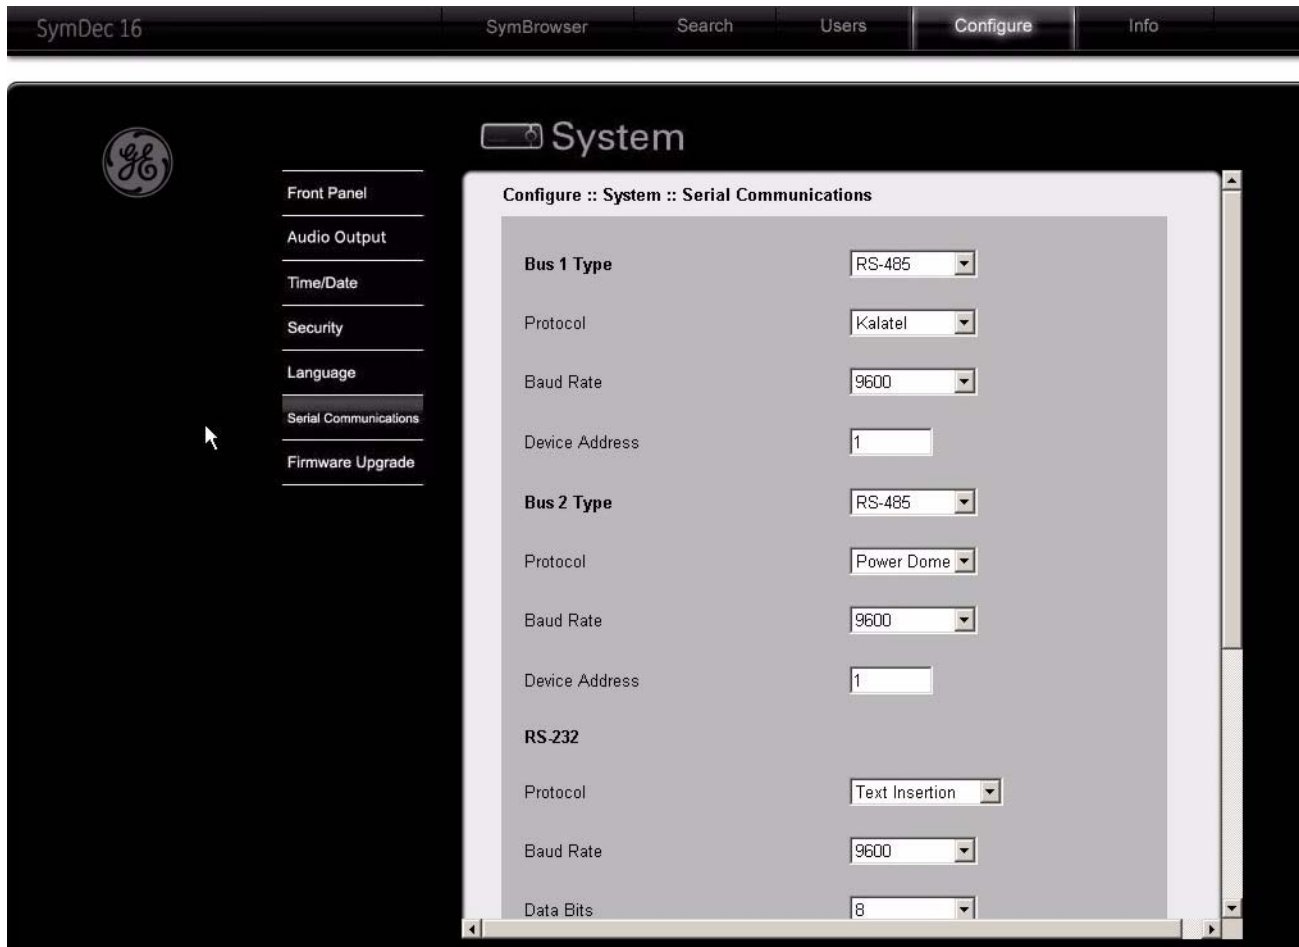 SymDec 16
SymBrowser Search Users Configure Info
GE
System
Front Panel
Audio Output
Time/Date
Security
Language
Serial Communications
Firmware Upgrade
Configure :: System :: Serial Communications
Bus 1 Type RS-485
Protocol Kalatel
Baud Rate 9600
Device Address 1
Bus 2 Type RS-485
Protocol Power Dome
Baud Rate 9600
Device Address 1
RS-232
Protocol Text Insertion
Baud Rate 9600
Data Bits 8